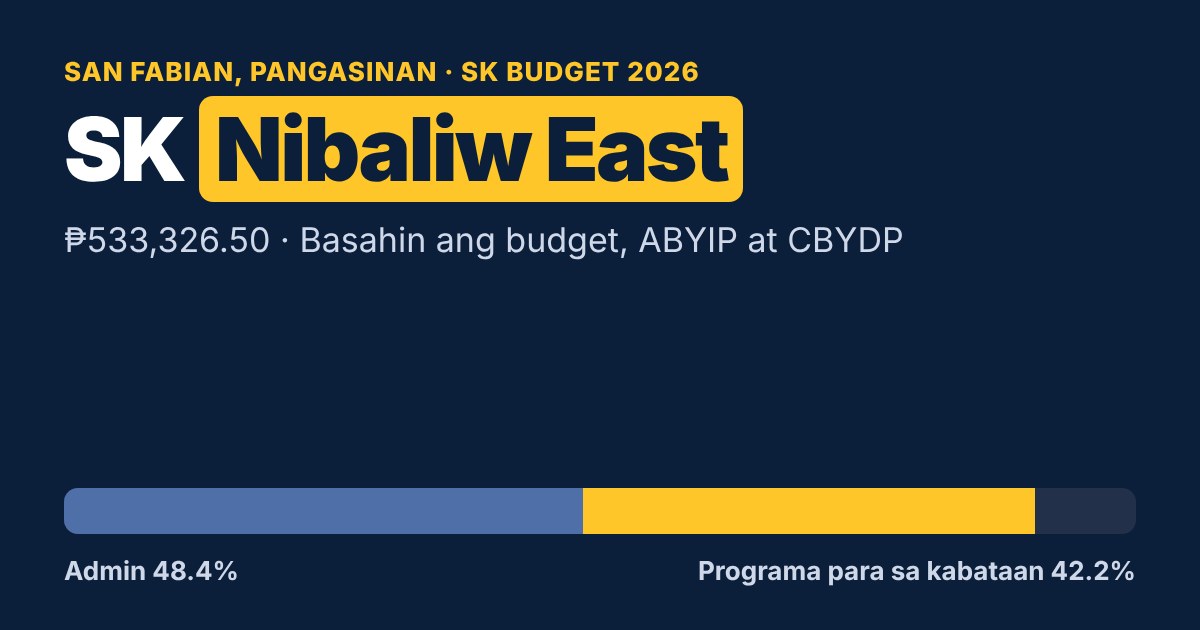 SAN FABIAN, PANGASINAN · SK BUDGET 2026
SK Nibaliw East
₱533,326.50 · Basahin ang budget, ABYIP at CBYDP
Admin 48.4%
Programa para sa kabataan 42.2%